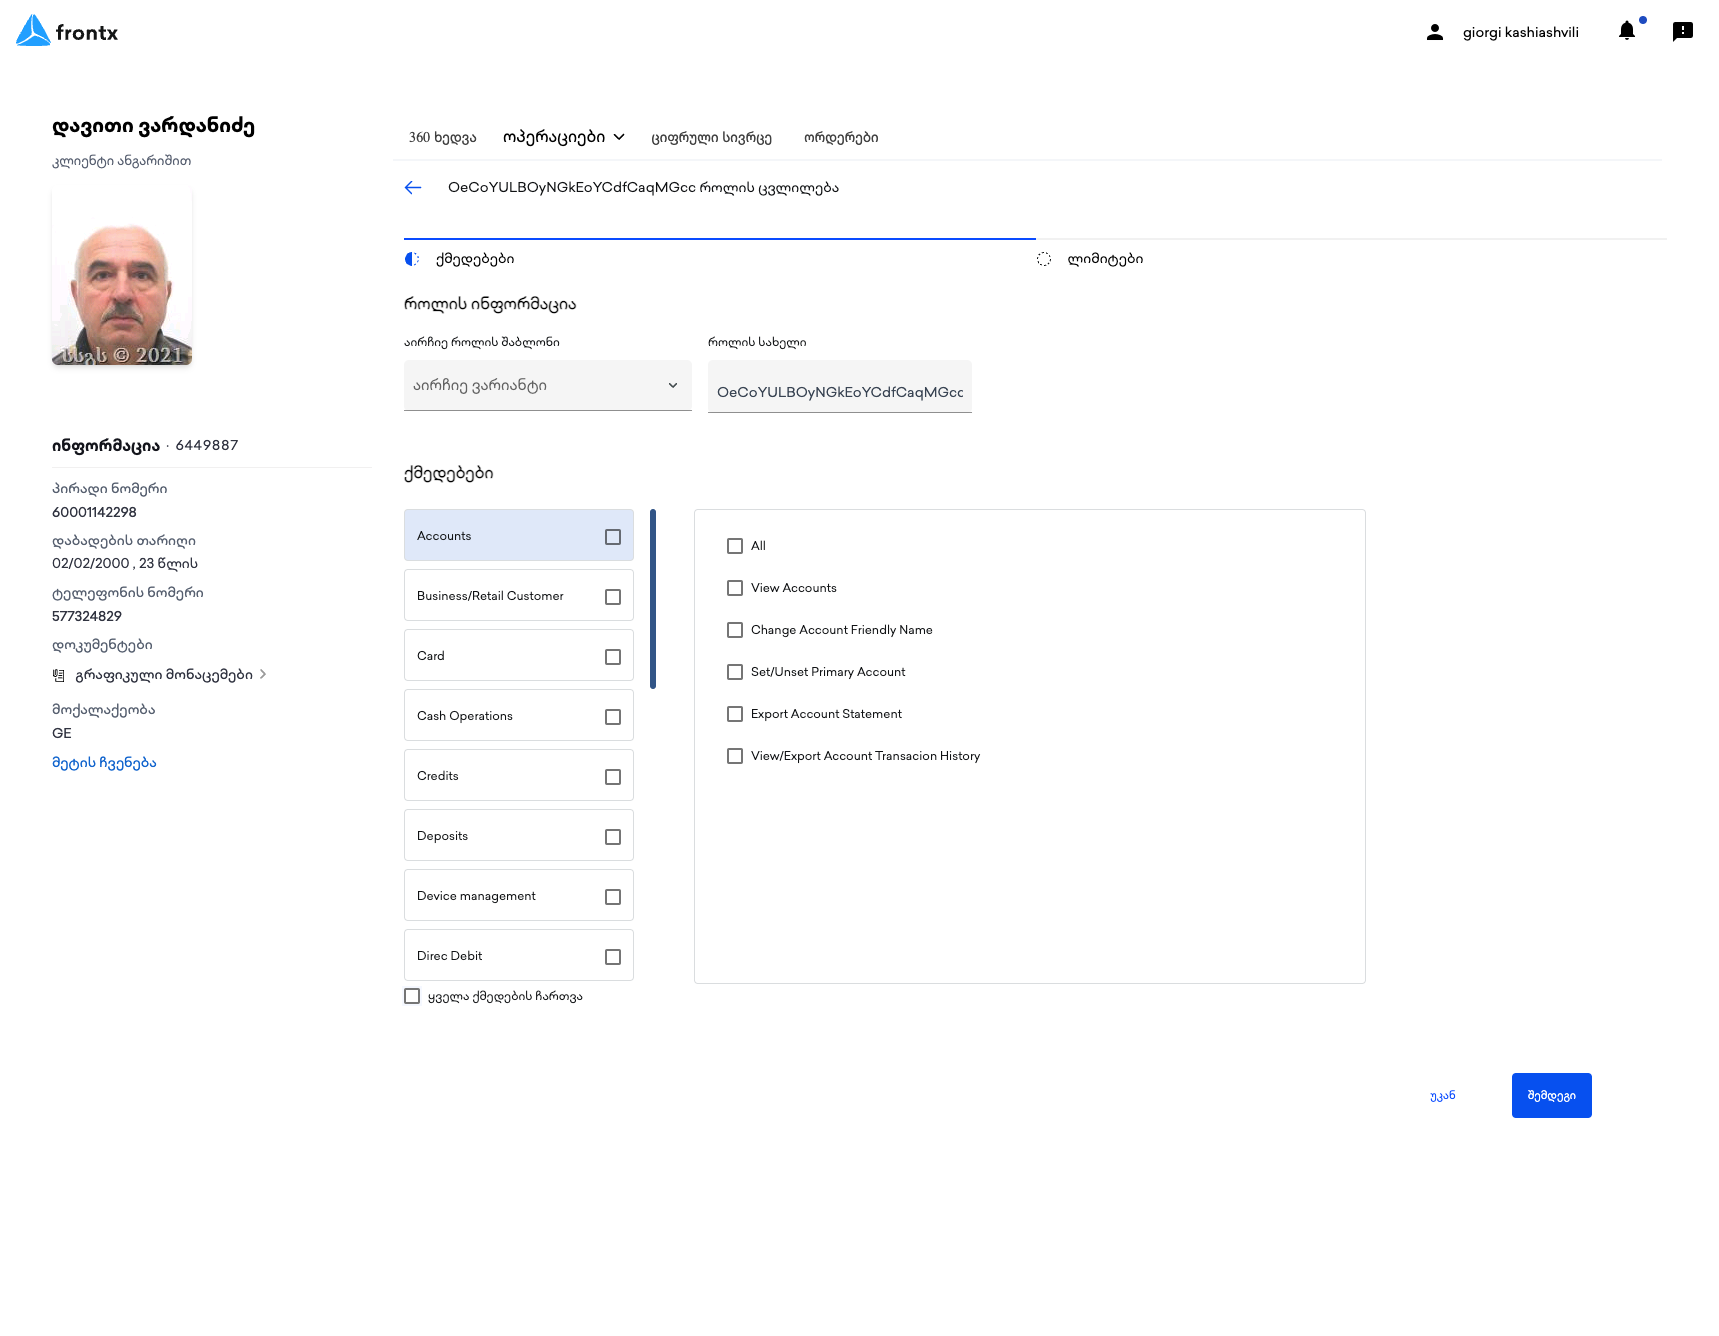 frontx
giorgi kashiashvili
დავითი ვარდანიძე
კლიენტი ანგარიშით
სსგს © 2021
ინფორმაცია · 6449887
პირადი ნომერი
60001142298
დაბადების თარიღი
02/02/2000 , 23 წლის
ტელეფონის ნომერი
577324829
დოკუმენტები
გრაფიკული მონაცემები
მოქალაქეობა
GE
მეტის ჩვენება
360 ხედვა ოპერაციები ციფრული სივრცე ორდერები
OeCoYULBOyNGkEoYCdfCaqMGcc როლის ცვლილება
ქმედებები ლიმიტები
როლის ინფორმაცია
აირჩიე როლის შაბლონი როლის სახელი
აირჩიე ვარიანტი OeCoYULBOyNGkEoYCdfCaqMGcc
ქმედებები
Accounts
Business/Retail Customer
Card
Cash Operations
Credits
Deposits
Device management
Direc Debit
ყველა ქმედების ჩართვა
All
View Accounts
Change Account Friendly Name
Set/Unset Primary Account
Export Account Statement
View/Export Account Transacion History
უკან შემდეგი